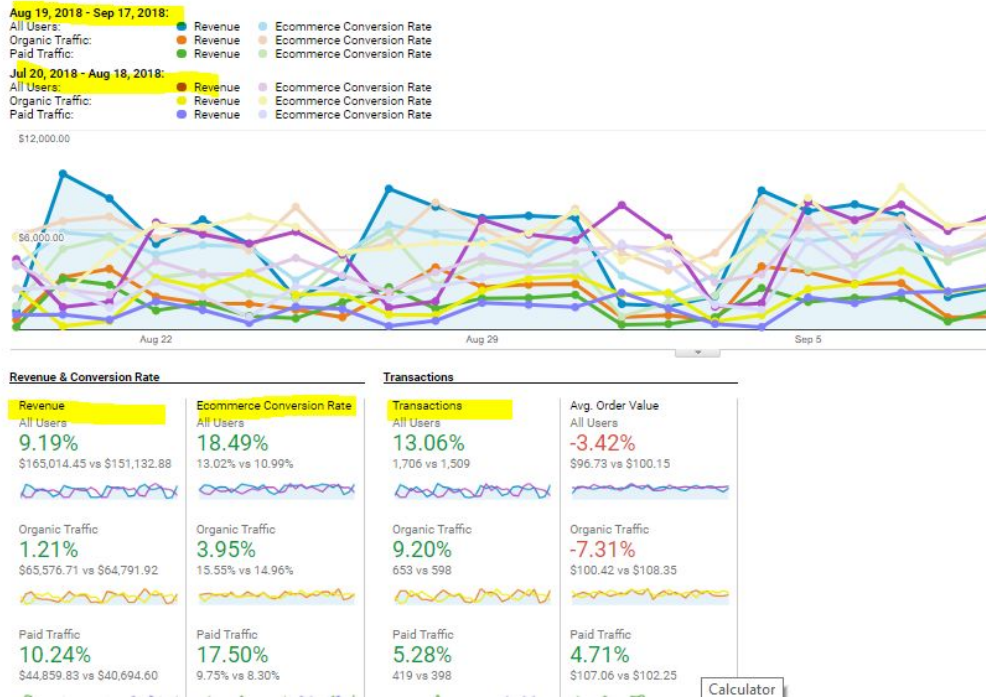 Aug 19, 2018 - Sep 17, 2018:
All Users: Revenue Ecommerce Conversion Rate
Organic Traffic: Revenue Ecommerce Conversion Rate
Paid Traffic: Revenue Ecommerce Conversion Rate
Jul 20, 2018 - Aug 18, 2018:
All Users: Revenue Ecommerce Conversion Rate
Organic Traffic: Revenue Ecommerce Conversion Rate
Paid Traffic: Revenue Ecommerce Conversion Rate
$12,000.00
$6,000.00
Aug 22 Aug 29 Sep 5
Revenue & Conversion Rate Transactions
Revenue Ecommerce Conversion Rate Transactions Avg. Order Value
All Users All Users All Users All Users
9.19% 18.49% 13.06% -3.42%
$165,014.45 vs $151,132.88 13.02% vs 10.99% 1,706 vs 1,509 $96.73 vs $100.15
Organic Traffic Organic Traffic Organic Traffic Organic Traffic
1.21% 3.95% 9.20% -7.31%
$65,576.71 vs $64,791.92 15.55% vs 14.96% 653 vs 598 $100.42 vs $108.35
Paid Traffic Paid Traffic Paid Traffic Paid Traffic
10.24% 17.50% 5.28% 4.71%
$44,859.83 vs $40,694.60 9.75% vs 8.30% 419 vs 398 $107.06 vs $102.25
Calculator